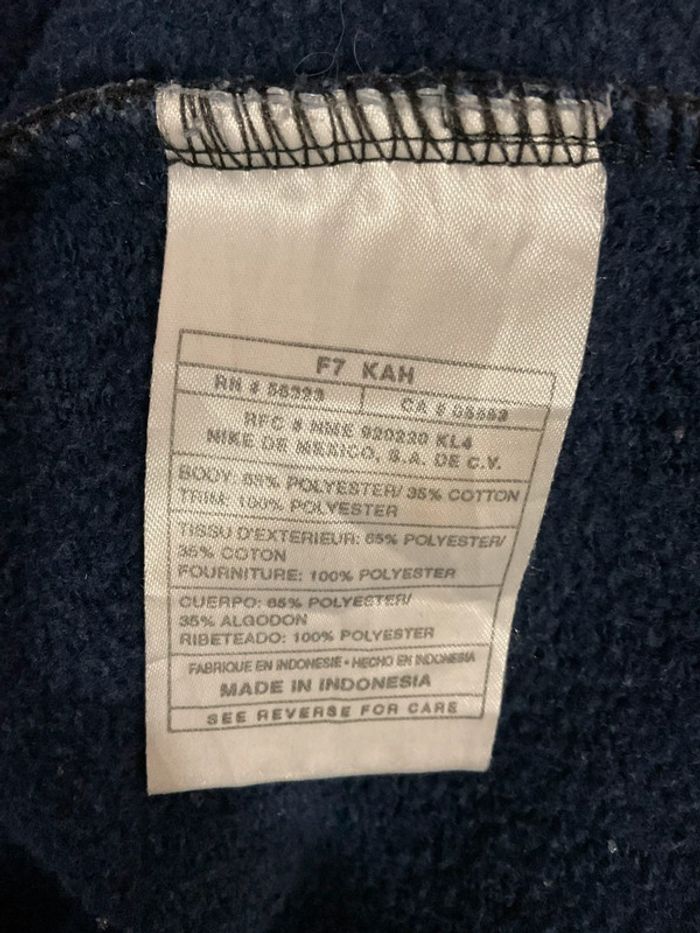 F7 KAH
RN # 56323
CA # 05553
RFC # NME 920220 KL4
NIKE DE MEXICO, S.A. DE C.V.
BODY: 65% POLYESTER/ 35% COTTON
TRIM: 100% POLYESTER
TISSU D'EXTERIEUR: 65% POLYESTER/
35% COTON
FOURNITURE: 100% POLYESTER
CUERPO: 65% POLYESTER/
35% ALGODON
RIBETEADO: 100% POLYESTER
FABRIQUE EN INDONESIE • HECHO EN INDONESIA
MADE IN INDONESIA
SEE REVERSE FOR CARE